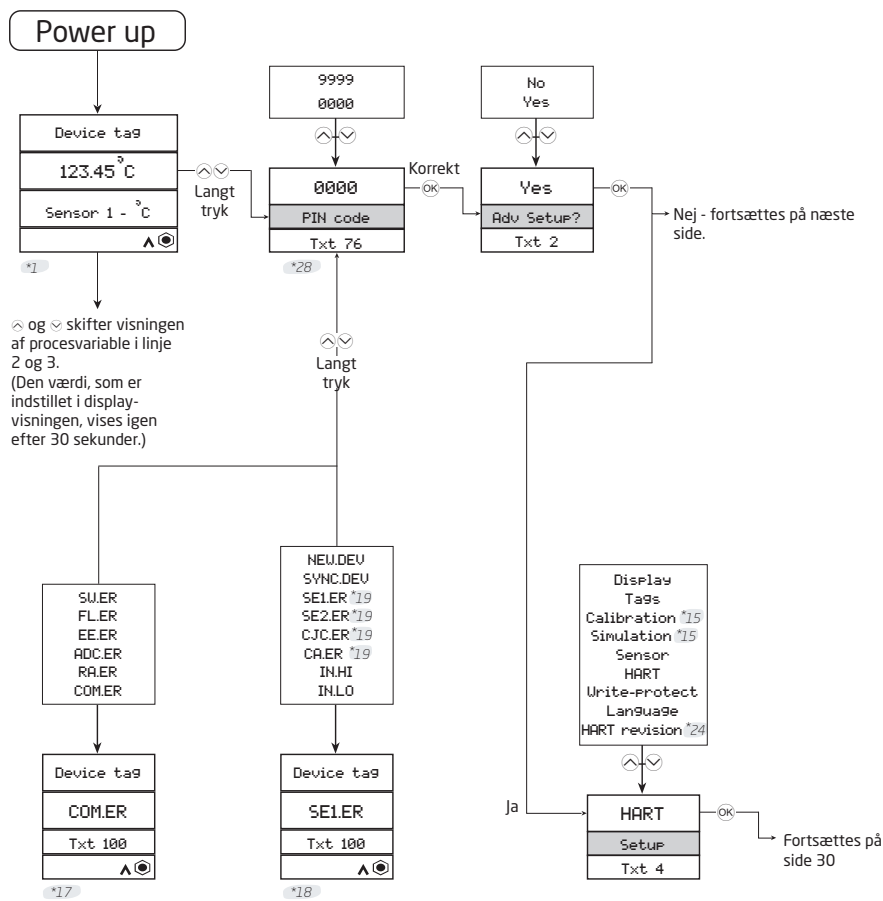 Power up
Device tag
123.45 °C
Sensor 1 - °C
*1
og skifter visningen
af procesvariable i linje
2 og 3.
(Den værdi, som er
indstillet i display-
visningen, vises igen
efter 30 sekunder.)
Langt
tryk
9999
0000
0000
PIN code
Txt 76
*28
Korrekt
OK
No
Yes
Yes
Adv Setup?
Txt 2
OK
Nej - fortsættes på næste
side.
Langt
tryk
SW.ER
FL.ER
EE.ER
ADC.ER
RA.ER
COM.ER
Device tag
COM.ER
Txt 100
*17
NEW.DEV
SYNC.DEV
SE1.ER *19
SE2.ER *19
CJC.ER *19
CA.ER *19
IN.HI
IN.LO
Device tag
SE1.ER
Txt 100
*18
Display
Tags
Calibration *15
Simulation *15
Sensor
HART
Write-protect
Language
HART revision *24
Ja
HART
Setup
Txt 4
OK
Fortsættes på
side 30